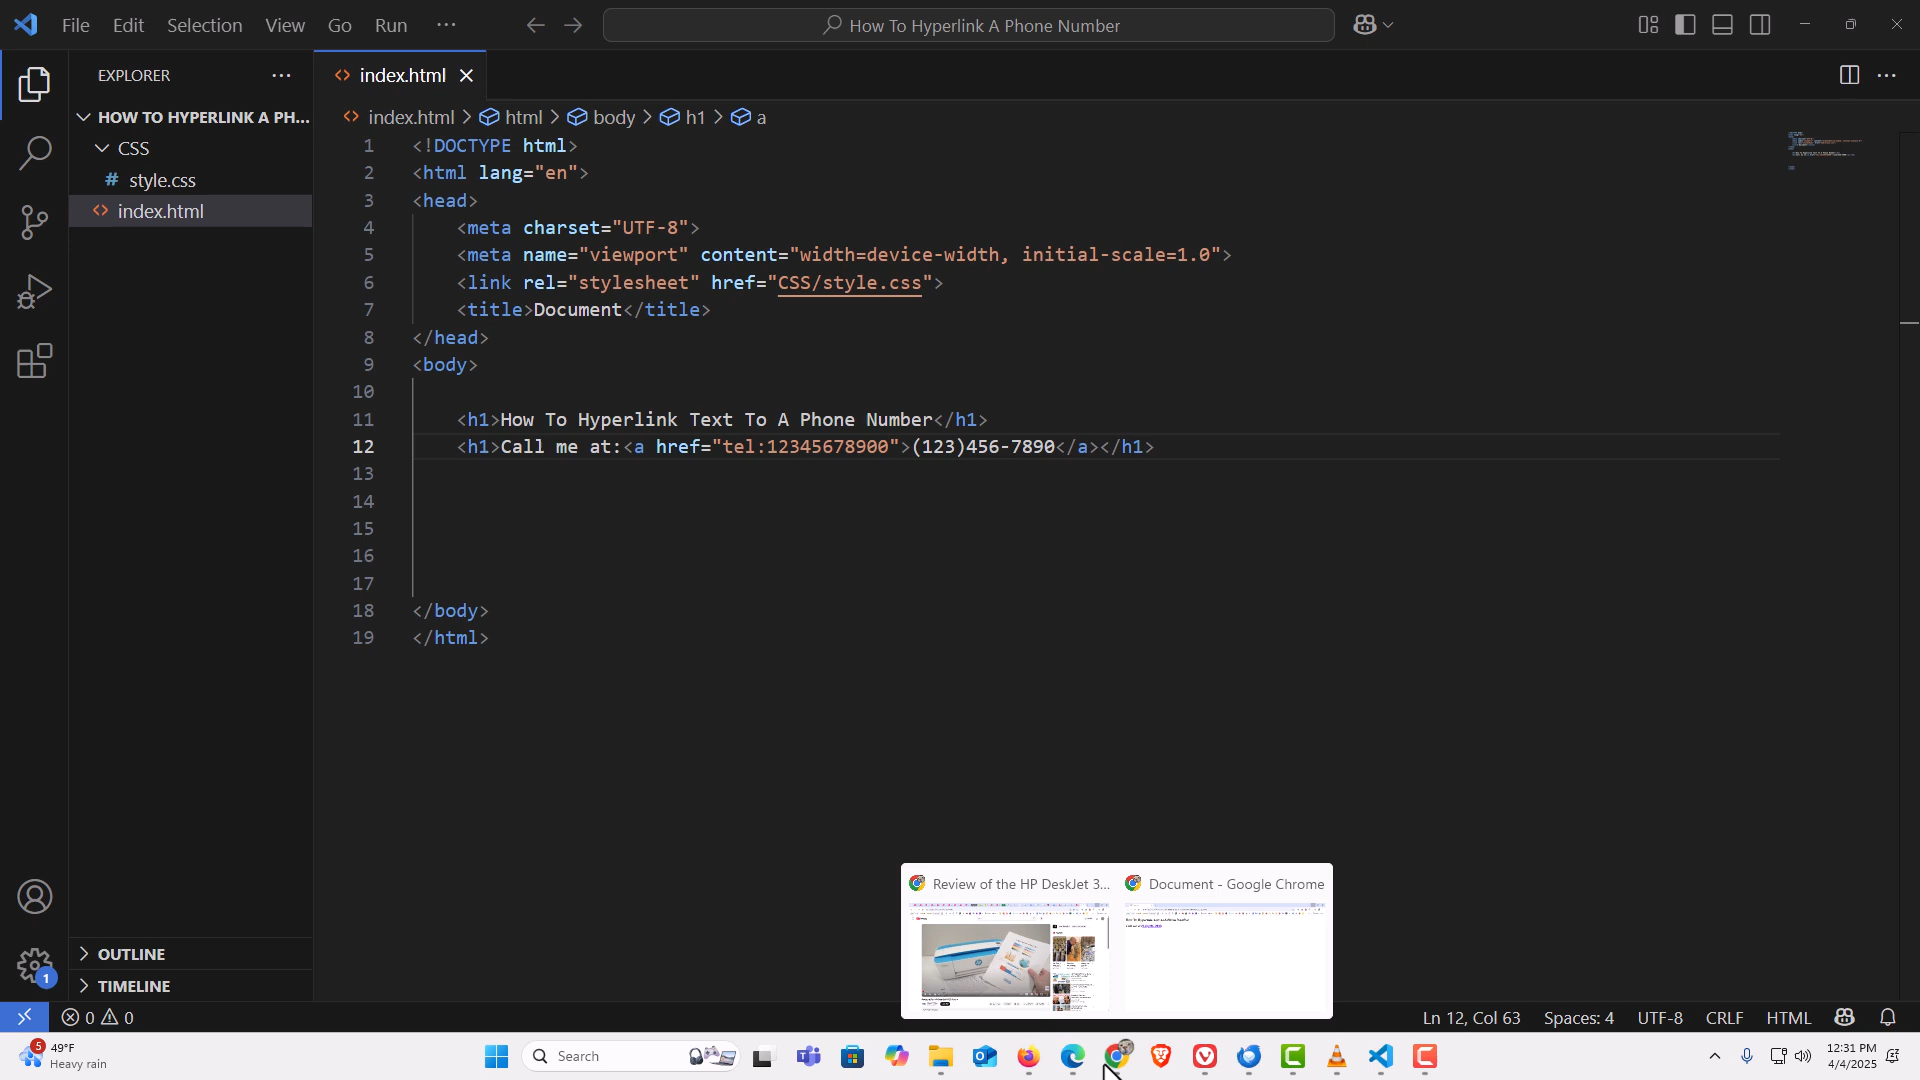 File Edit Selection View Go Run ··· How To Hyperlink A Phone Number
EXPLORER
index.html
HOW TO HYPERLINK A PH...
CSS
# style.css
index.html
index.html > html > body > h1 > a
1 <!DOCTYPE html>
2 <html lang="en">
3 <head>
4 <meta charset="UTF-8">
5 <meta name="viewport" content="width=device-width, initial-scale=1.0">
6 <link rel="stylesheet" href="CSS/style.css">
7 <title>Document</title>
8 </head>
9 <body>
10
11 <h1>How To Hyperlink Text To A Phone Number</h1>
12 <h1>Call me at:<a href="tel:12345678900">(123)456-7890</a></h1>
13
14
15
16
17
18 </body>
19 </html>
Review of the HP DeskJet 3...
Document - Google Chrome
OUTLINE
TIMELINE
1
0 0
Ln 12, Col 63 Spaces: 4 UTF-8 CRLF HTML
5
49°F
Heavy rain
Search
12:31 PM
4/4/2025